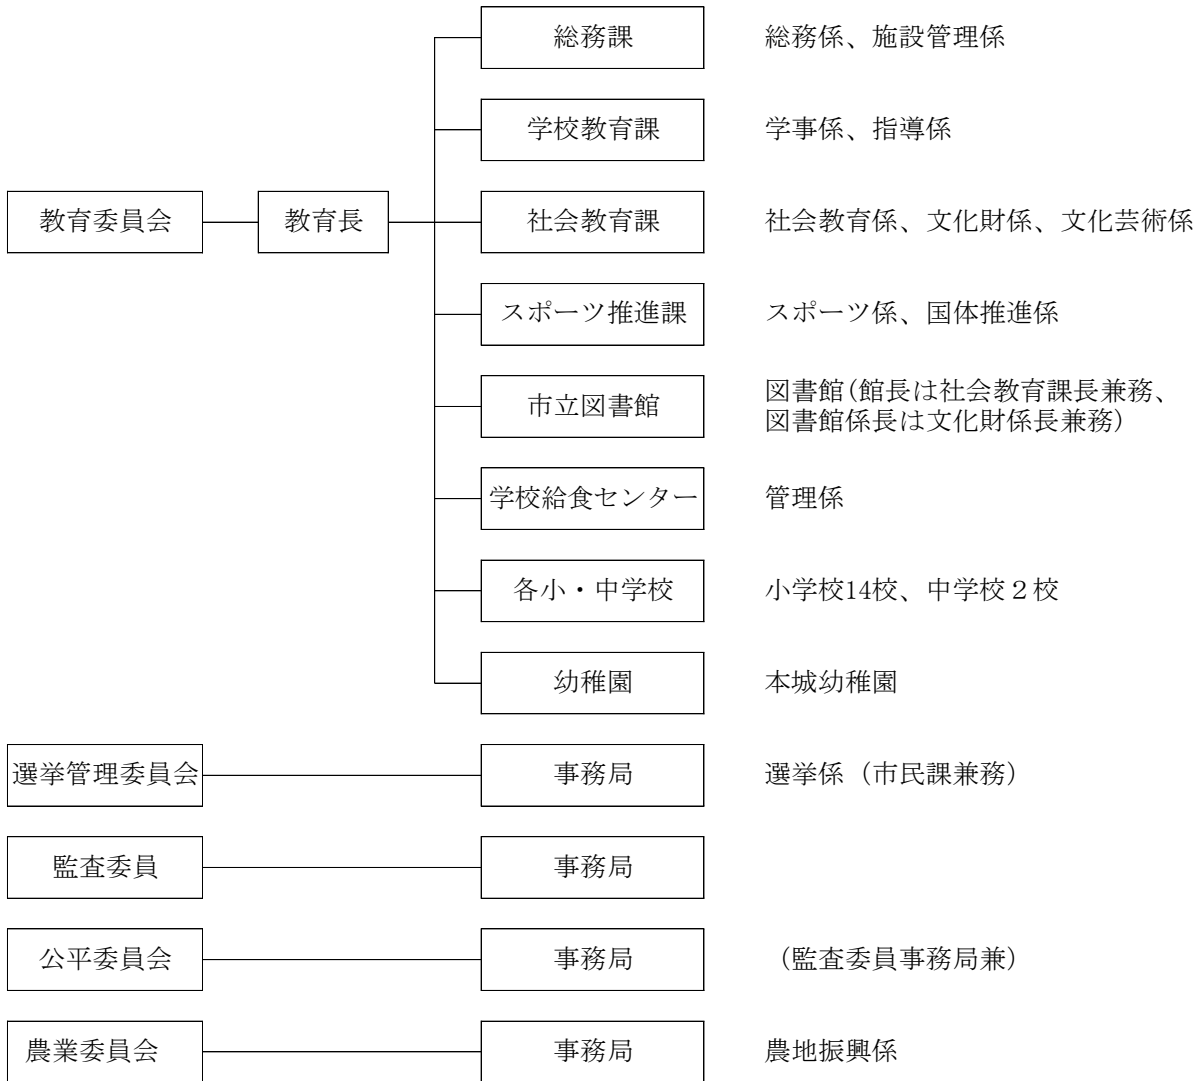 総務課 総務係、施設管理係
学校教育課 学事係、指導係
教育委員会 教育長 社会教育課 社会教育係、文化財係、文化芸術係
スポーツ推進課 スポーツ係、国体推進係
市立図書館 図書館(館長は社会教育課長兼務、
図書館係長は文化財係長兼務)
学校給食センター 管理係
各小・中学校 小学校14校、中学校２校
幼稚園 本城幼稚園
選挙管理委員会 事務局 選挙係（市民課兼務）
監査委員 事務局
公平委員会 事務局 （監査委員事務局兼）
農業委員会 事務局 農地振興係